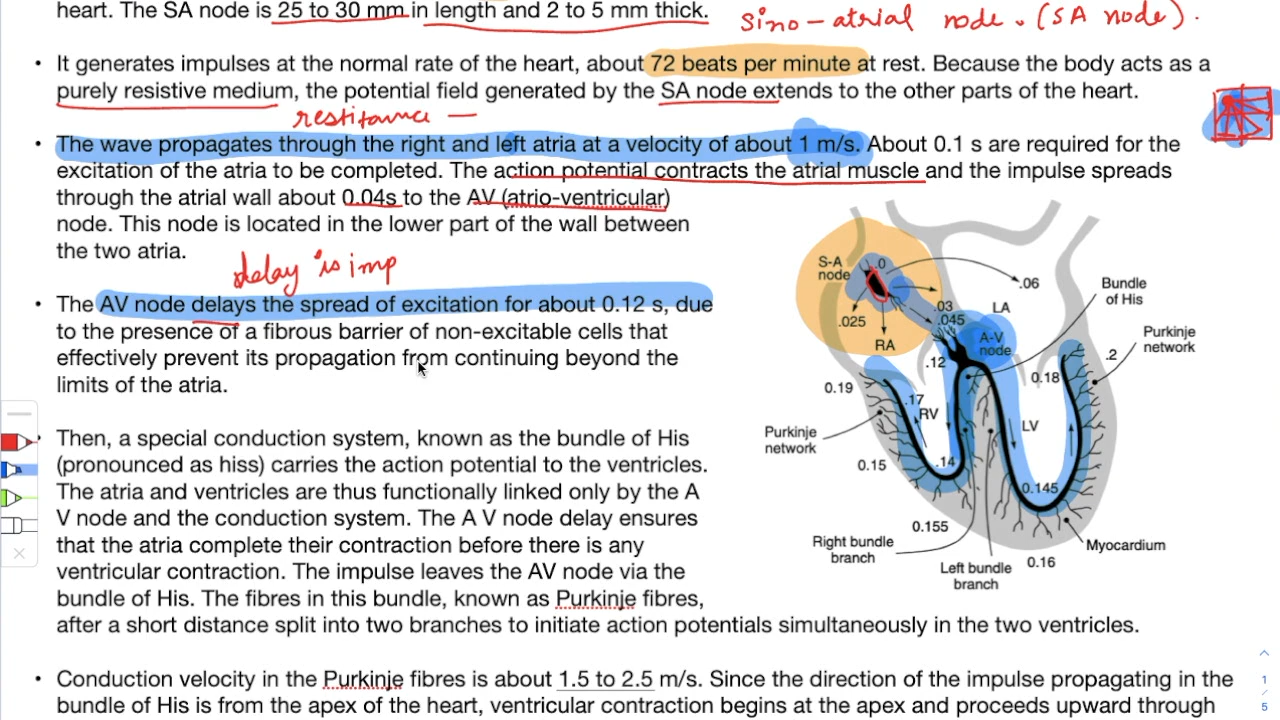 heart. The SA node is 25 to 30 mm in length and 2 to 5 mm thick.
Sino-atrial node. (SA node).
• It generates impulses at the normal rate of the heart, about 72 beats per minute at rest. Because the body acts as a
purely resistive medium, the potential field generated by the SA node extends to the other parts of the heart.
restitance —
• The wave propagates through the right and left atria at a velocity of about 1 m/s. About 0.1 s are required for the
excitation of the atria to be completed. The action potential contracts the atrial muscle and the impulse spreads
through the atrial wall about 0.04s to the AV (atrio-ventricular)
node. This node is located in the lower part of the wall between
the two atria.
delay is imp
• The AV node delays the spread of excitation for about 0.12 s, due
to the presence of a fibrous barrier of non-excitable cells that
effectively prevent its propagation from continuing beyond the
limits of the atria.
• Then, a special conduction system, known as the bundle of His
(pronounced as hiss) carries the action potential to the ventricles.
The atria and ventricles are thus functionally linked only by the A
V node and the conduction system. The A V node delay ensures
that the atria complete their contraction before there is any
ventricular contraction. The impulse leaves the AV node via the
bundle of His. The fibres in this bundle, known as Purkinje fibres,
after a short distance split into two branches to initiate action potentials simultaneously in the two ventricles.
• Conduction velocity in the Purkinje fibres is about 1.5 to 2.5 m/s. Since the direction of the impulse propagating in the
bundle of His is from the apex of the heart, ventricular contraction begins at the apex and proceeds upward through
S-A
node
0
.06
Bundle
of His
.03
LA
.025
.045
RA
A-V
node
Purkinje
network
.12
.2
0.19
0.18
.17
RV
LV
Purkinje
network
0.15
.14
0.145
0.155
Right bundle
branch
Myocardium
Left bundle
branch
0.16
1
/
5